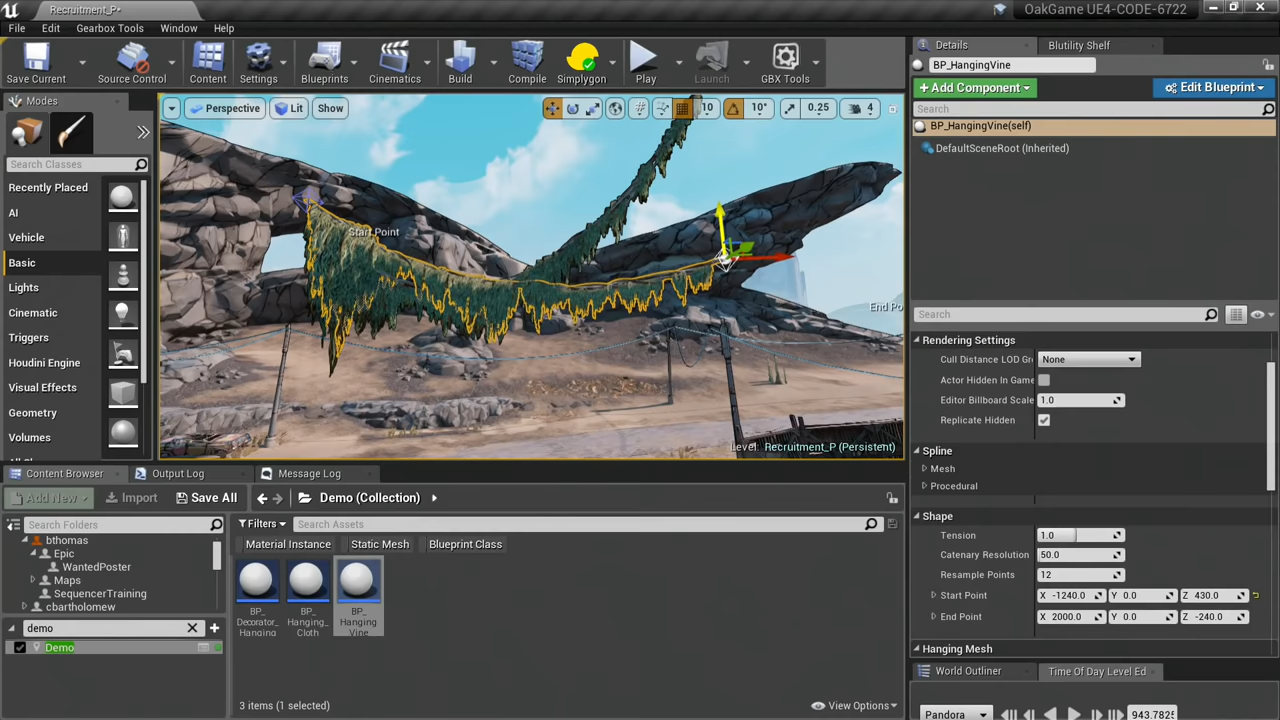 Recruitment_P•
OakGame UE4-CODE-6722
File Edit Gearbox Tools Window Help
Save Current Source Control Content Settings Blueprints Cinematics Build Compile Simplygon Play Launch GBX Tools
Modes
Search Classes
Recently Placed
AI
Vehicle
Basic
Lights
Cinematic
Triggers
Houdini Engine
Visual Effects
Geometry
Volumes
Perspective Lit Show 10 10° 0.25 4
Start Point
End Po
Level: Recruitment_P (Persistent)
Details Blutility Shelf
BP_HangingVine
+ Add Component Edit Blueprint
Search
BP_HangingVine(self)
DefaultSceneRoot (Inherited)
Search
Rendering Settings
Cull Distance LOD Gr None
Actor Hidden In Game
Editor Billboard Scale 1.0
Replicate Hidden
Spline
Mesh
Procedural
Shape
Tension 1.0
Catenary Resolution 50.0
Resample Points 12
Start Point X -1240.0 Y 0.0 Z 430.0
End Point X 2000.0 Y 0.0 Z -240.0
Hanging Mesh
World Outliner Time Of Day Level Ed
Pandora 943.7825
Content Browser Output Log Message Log
Add New Import Save All Demo (Collection)
Search Folders
bthomas
Epic
WantedPoster
Maps
SequencerTraining
cbartholomew
demo
Demo
Filters Search Assets
Material Instance Static Mesh Blueprint Class
BP_
Decorator_
Hanging
BP_
Hanging_
Cloth
BP_
Hanging
Vine
3 items (1 selected)
View Options